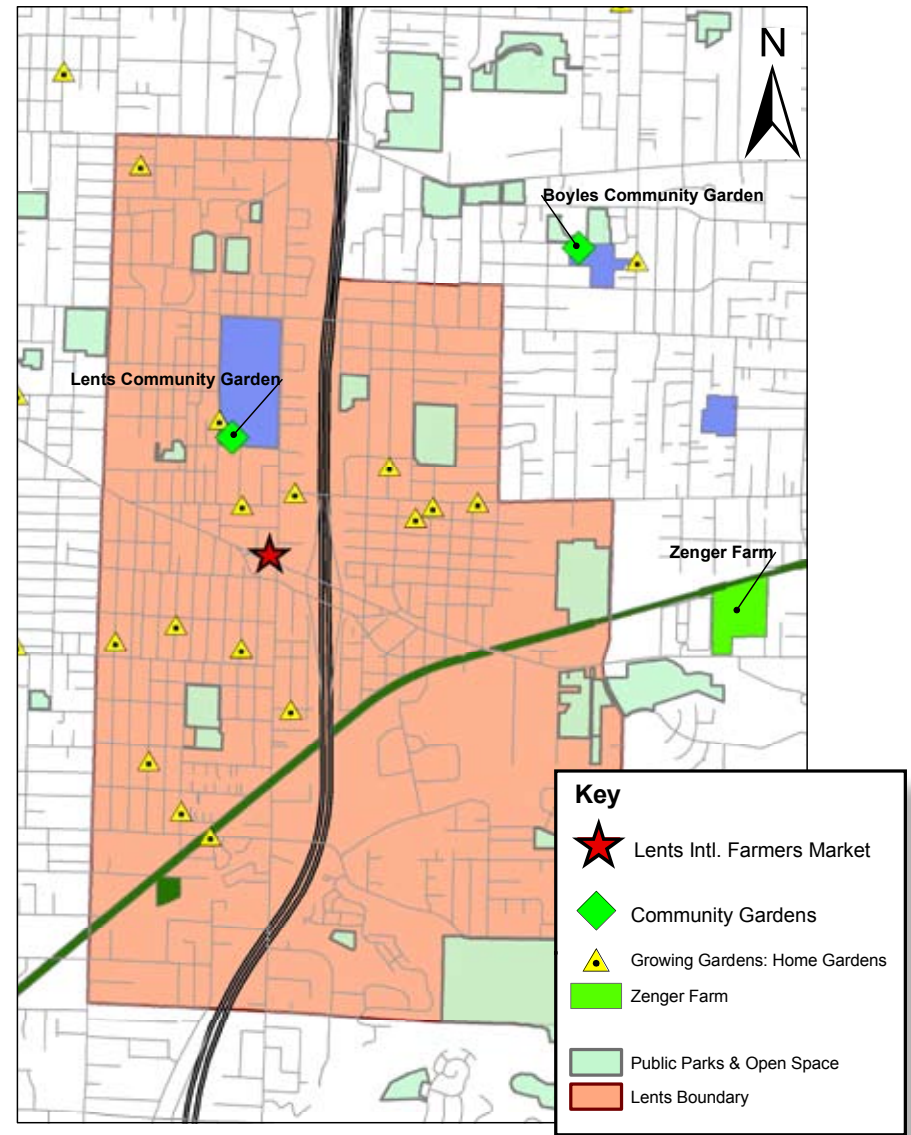 N
Boyles Community Garden
Lents Community Garden
Zenger Farm
Key
Lents Intl. Farmers Market
Community Gardens
Growing Gardens: Home Gardens
Zenger Farm
Public Parks & Open Space
Lents Boundary